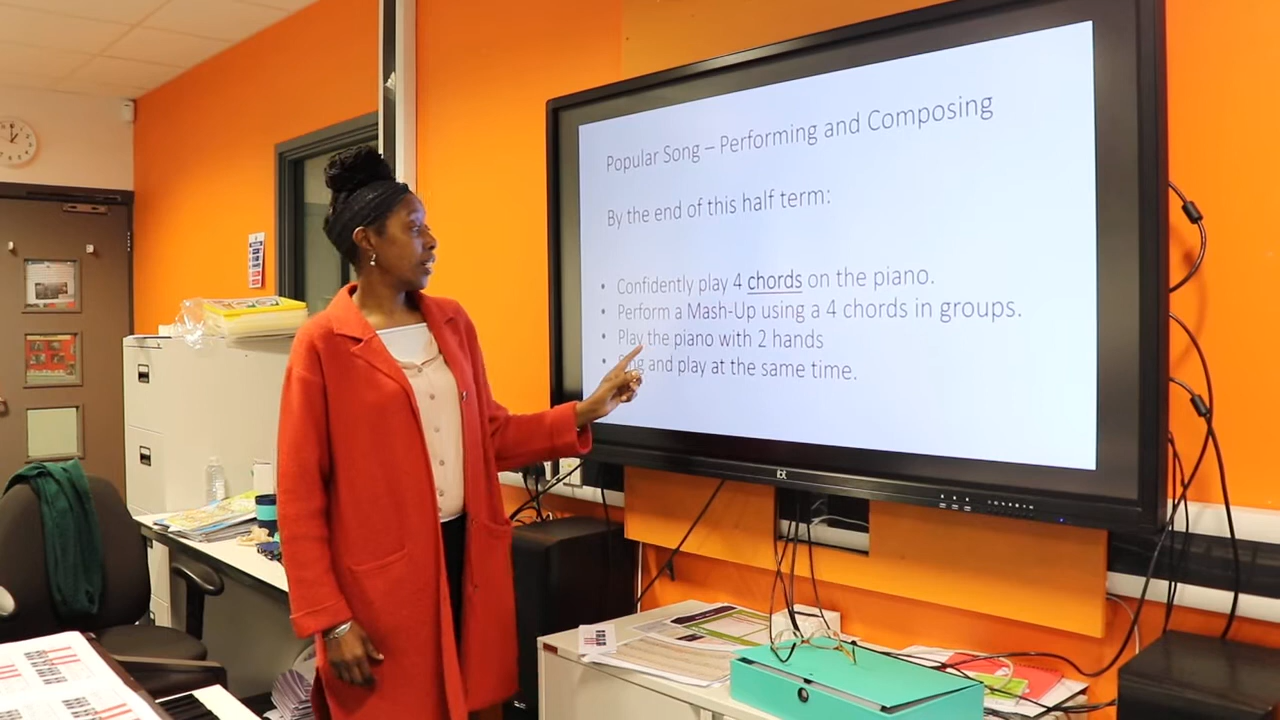 Popular Song – Performing and Composing
By the end of this half term:
• Confidently play 4 chords on the piano.
• Perform a Mash-Up using a 4 chords in groups.
• Play the piano with 2 hands
• Sing and play at the same time.